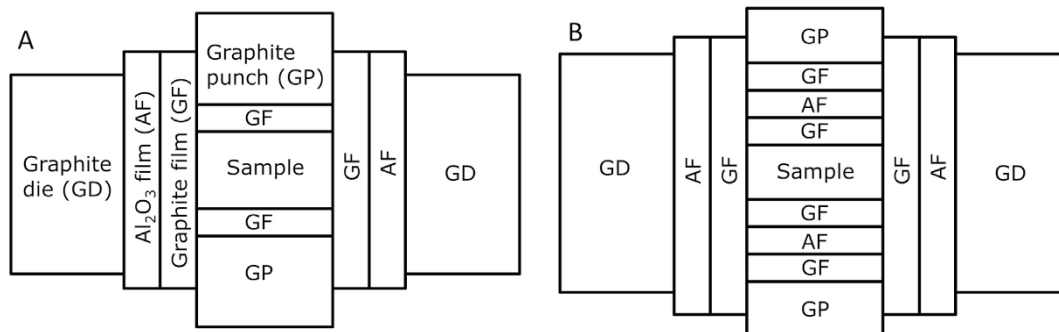 A
Graphite
die (GD)
Al₂O₃ film (AF)
Graphite film (GF)
Graphite
punch (GP)
GF
Sample
GF
GP
GF
AF
GD
B
GD
AF
GF
GP
GF
AF
GF
Sample
GF
AF
GF
GP
GF
AF
GD